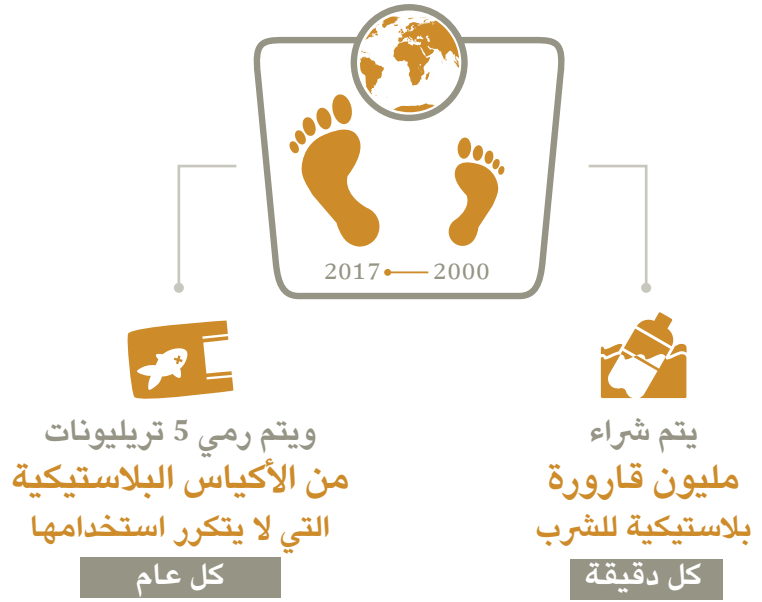 2000 2017
يتم شراء
مليون قارورة
بلاستيكية للشرب
كل دقيقة
ويتم رمي 5 تريليونات
من الأكياس البلاستيكية
التي لا يتكرر استخدامها
كل عام